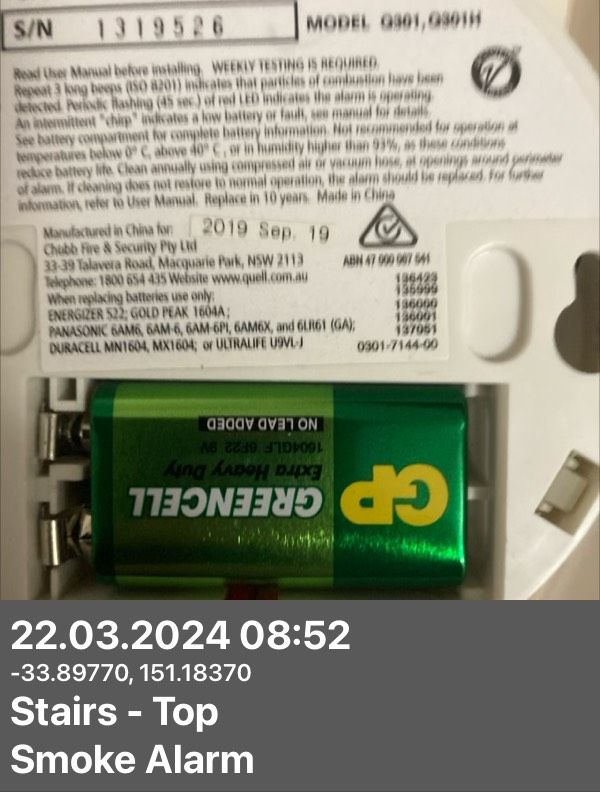 S/N 1319526 MODEL Q301,Q301H
Read User Manual before installing. WEEKLY TESTING IS REQUIRED.
Repeat 3 long beeps (ISO 8201) indicates that particles of combustion have been
detected. Periodic flashing (45 sec.) of red LED indicates the alarm is operating.
An intermittent "chirp" indicates a low battery or fault, see manual for details.
See battery compartment for complete battery information. Not recommended for operation at
temperatures below 0° C, above 40° C, or in humidity higher than 93%, as these conditions
reduce battery life. Clean annually using compressed air or vacuum hose, at openings around perimeter
of alarm. If cleaning does not restore to normal operation, the alarm should be replaced. For further
information, refer to User Manual. Replace in 10 years. Made in China
Manufactured in China for: 2019 Sep. 19
Chubb Fire & Security Pty Ltd
33-39 Talavera Road, Macquarie Park, NSW 2113
ABN 47 000 067 541
Telephone: 1800 654 435 Website www.quell.com.au
When replacing batteries use only:
ENERGIZER 522; GOLD PEAK 1604A;
PANASONIC 6AM6, 6AM-6, 6AM-6PI, 6AM6X, and 6LR61 (GA);
DURACELL MN1604, MX1604; or ULTRALIFE U9VL-J
136423
135999
136000
136001
137051
0301-7144-00
GP
GREENCELL
Extra Heavy Duty
1604GLF 6F22 9V
NO LEAD ADDED
22.03.2024 08:52
-33.89770, 151.18370
Stairs - Top
Smoke Alarm